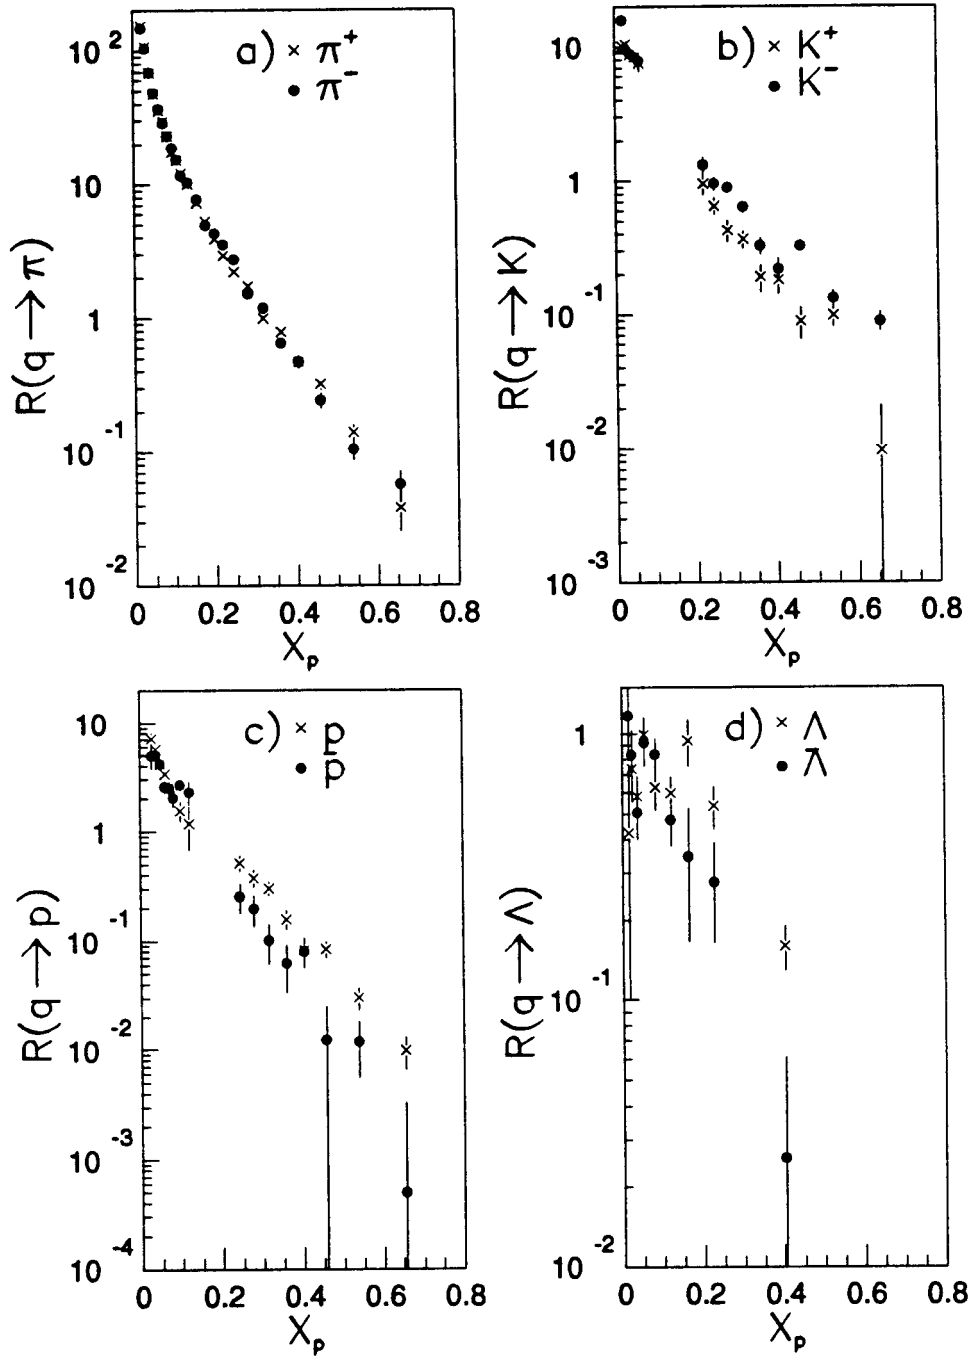 a) × π⁺
● π⁻
10²
10
1
10⁻¹
10⁻²
R(q→π)
0 0.2 0.4 0.6 0.8
Xₚ
b) × K⁺
● K⁻
10
1
10⁻¹
10⁻²
10⁻³
R(q→K)
0 0.2 0.4 0.6 0.8
Xₚ
c) × p
● p̄
10
1
10⁻¹
10⁻²
10⁻³
10⁻⁴
R(q→p)
0 0.2 0.4 0.6 0.8
Xₚ
d) × Λ
● Λ̄
1
10⁻¹
10⁻²
R(q→Λ)
0 0.2 0.4 0.6 0.8
Xₚ